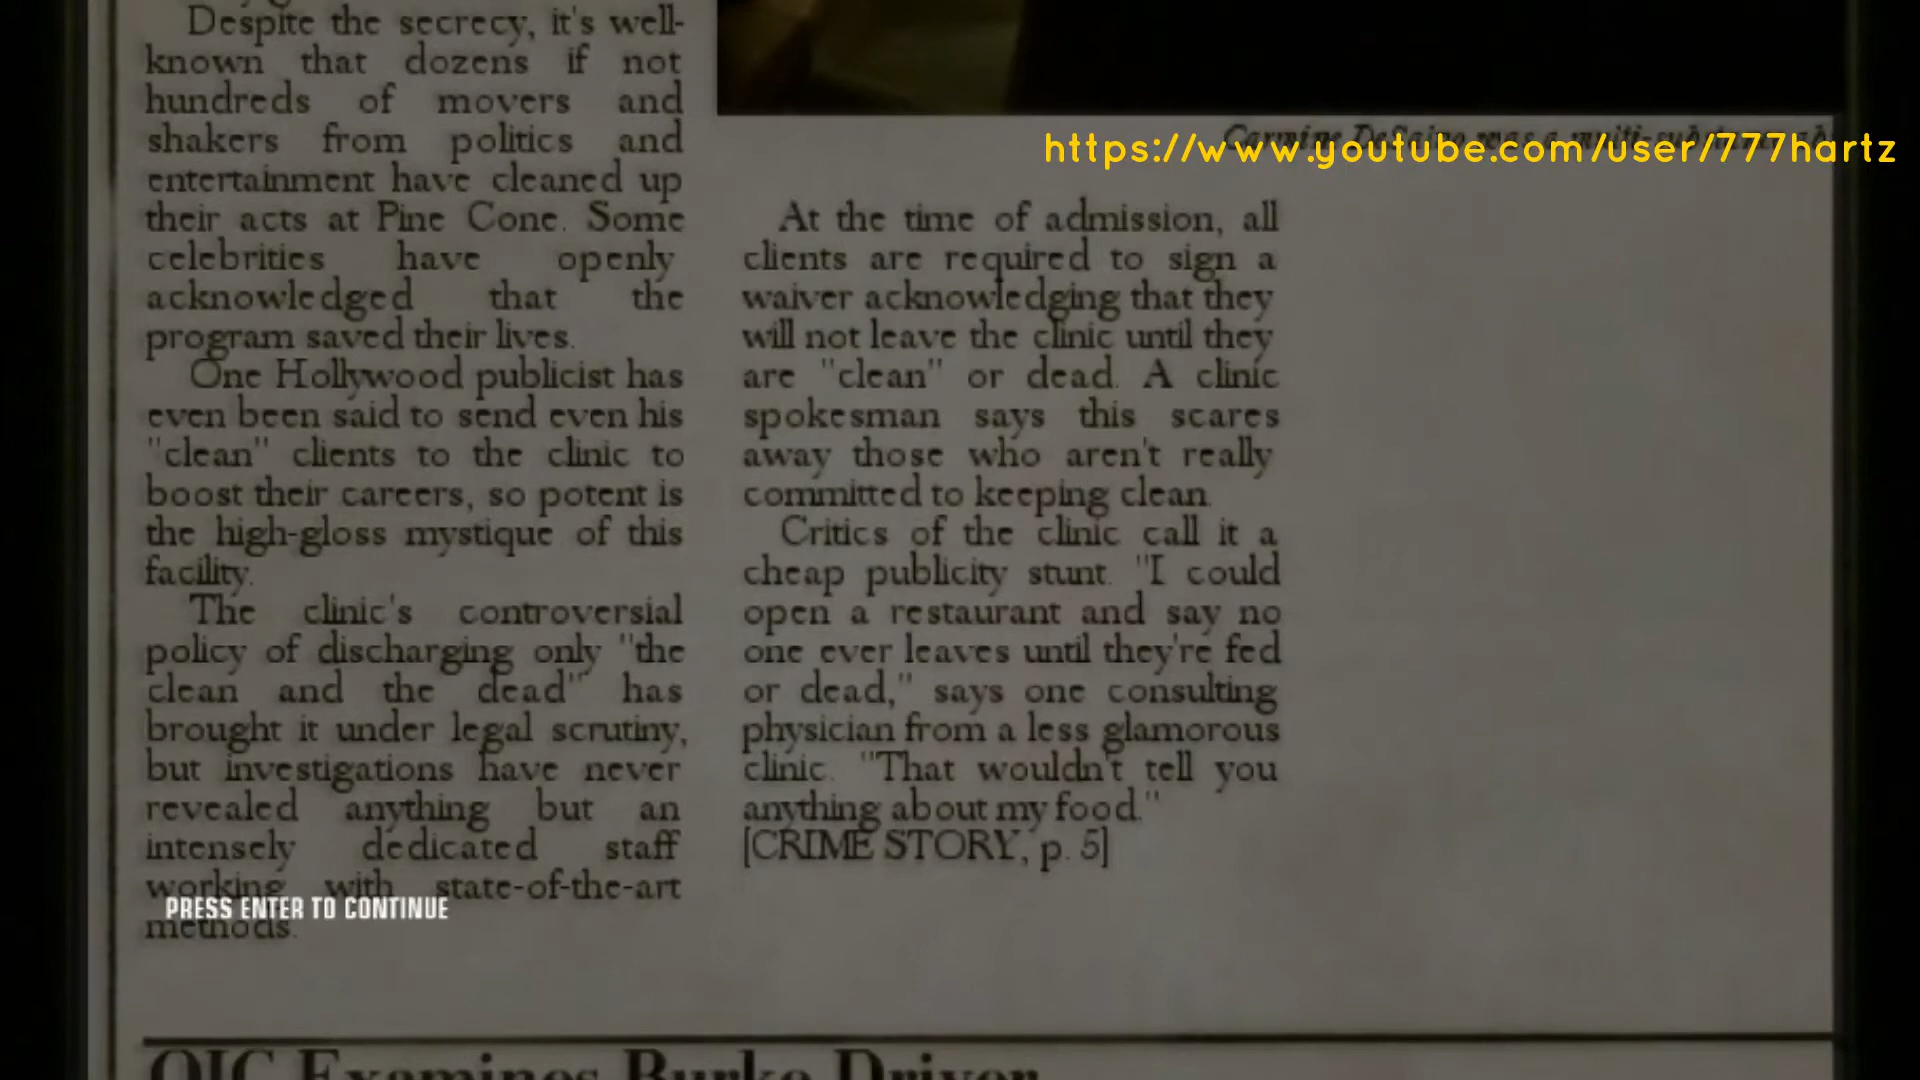 Despite the secrecy, it's well-
known that dozens if not
hundreds of movers and
shakers from politics and
entertainment have cleaned up
their acts at Pine Cone. Some
celebrities have openly
acknowledged that the
program saved their lives.
One Hollywood publicist has
even been said to send even his
"clean" clients to the clinic to
boost their careers, so potent is
the high-gloss mystique of this
facility.
The clinic's controversial
policy of discharging only "the
clean and the dead" has
brought it under legal scrutiny,
but investigations have never
revealed anything but an
intensely dedicated staff
working with state-of-the-art
methods.
PRESS ENTER TO CONTINUE
Carmine DeSalvo was a multi-substance
https://www.youtube.com/user/777hartz
At the time of admission, all
clients are required to sign a
waiver acknowledging that they
will not leave the clinic until they
are "clean" or dead. A clinic
spokesman says this scares
away those who aren't really
committed to keeping clean.
Critics of the clinic call it a
cheap publicity stunt. "I could
open a restaurant and say no
one ever leaves until they're fed
or dead," says one consulting
physician from a less glamorous
clinic. "That wouldn't tell you
anything about my food."
[CRIME STORY, p. 5]
OIC Examines Burke Driver